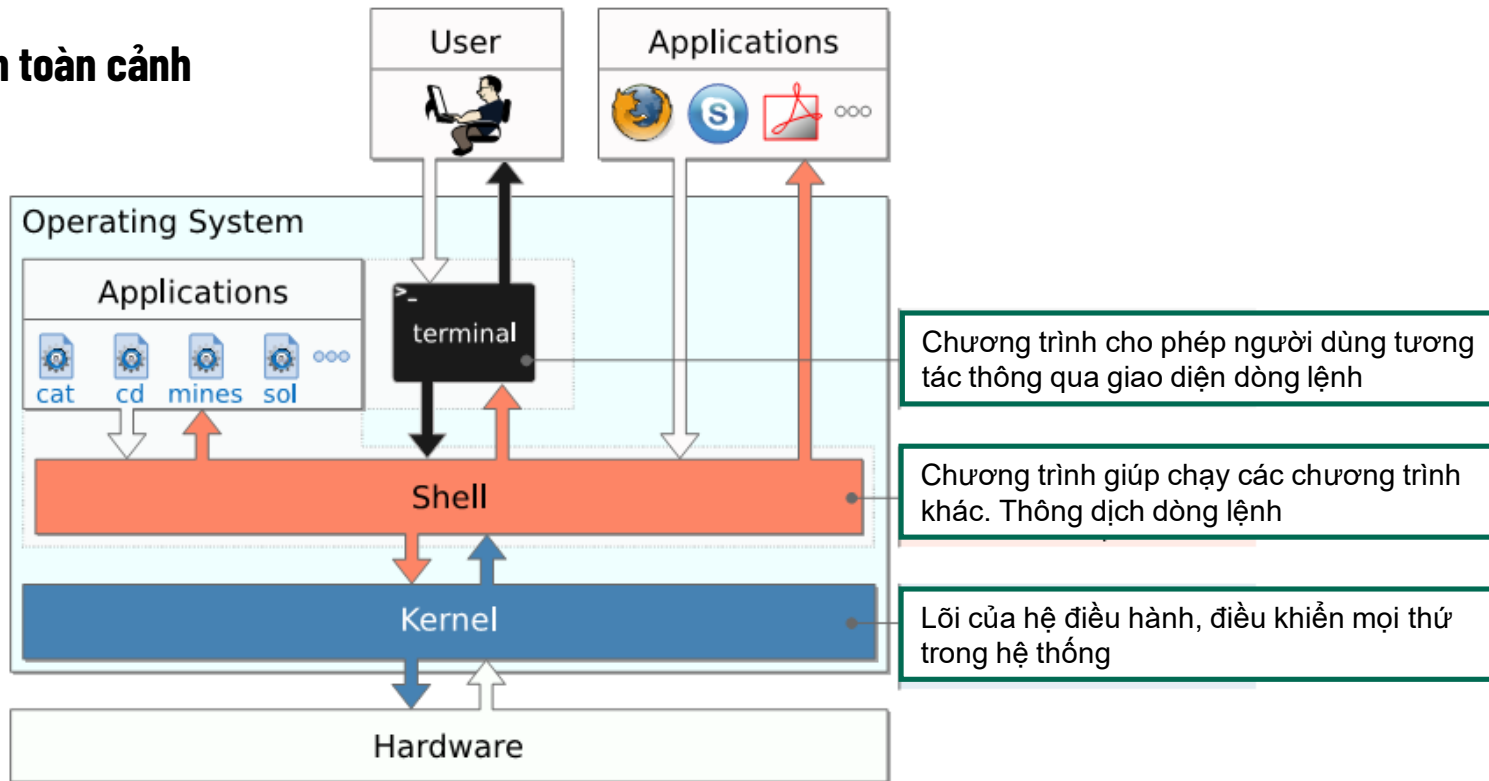 n toàn cảnh
User
Applications
S
Operating System
Applications
cat cd mines sol
>_
terminal
Chương trình cho phép người dùng tương
tác thông qua giao diện dòng lệnh
Shell
Chương trình giúp chạy các chương trình
khác. Thông dịch dòng lệnh
Kernel
Lõi của hệ điều hành, điều khiển mọi thứ
trong hệ thống
Hardware